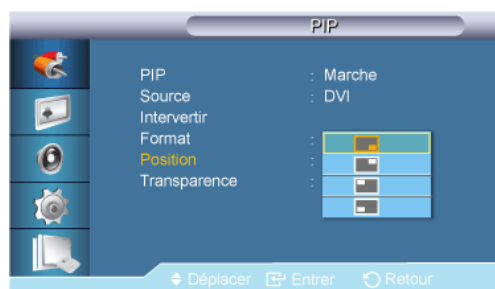 PIP
PIP : Marche
Source : DVI
Intervertir
Format :
Position :
Transparence :
Déplacer Entrer Retour